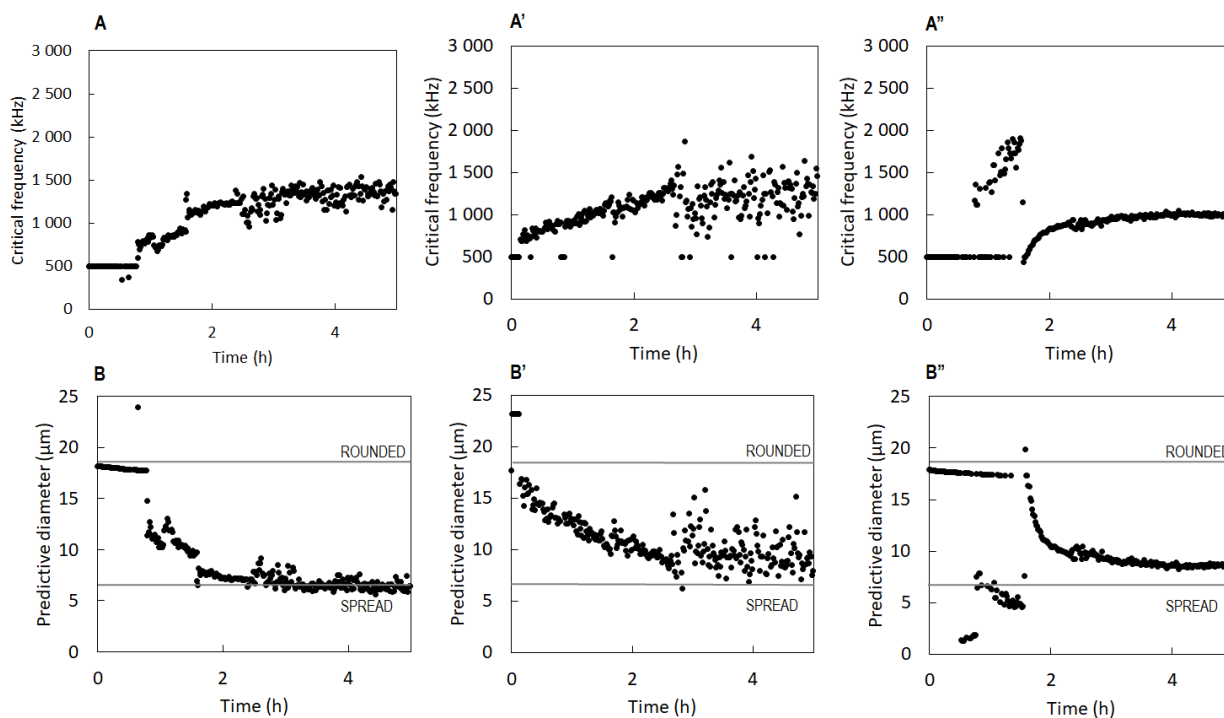 A
Critical frequency (kHz)
3 000
2 500
2 000
1 500
1 000
500
0
0 2 4
Time (h)
A’
Critical frequency (kHz)
3 000
2 500
2 000
1 500
1 000
500
0
0 2 4
Time (h)
A”
Critical frequency (kHz)
3 000
2 500
2 000
1 500
1 000
500
0
0 2 4
Time (h)
B
Predictive diameter (µm)
25
20
15
10
5
0
ROUNDED
SPREAD
0 2 4
Time (h)
B’
Predictive diameter (µm)
25
20
15
10
5
0
ROUNDED
SPREAD
0 2 4
Time (h)
B”
Predictive diameter (µm)
25
20
15
10
5
0
ROUNDED
SPREAD
0 2 4
Time (h)